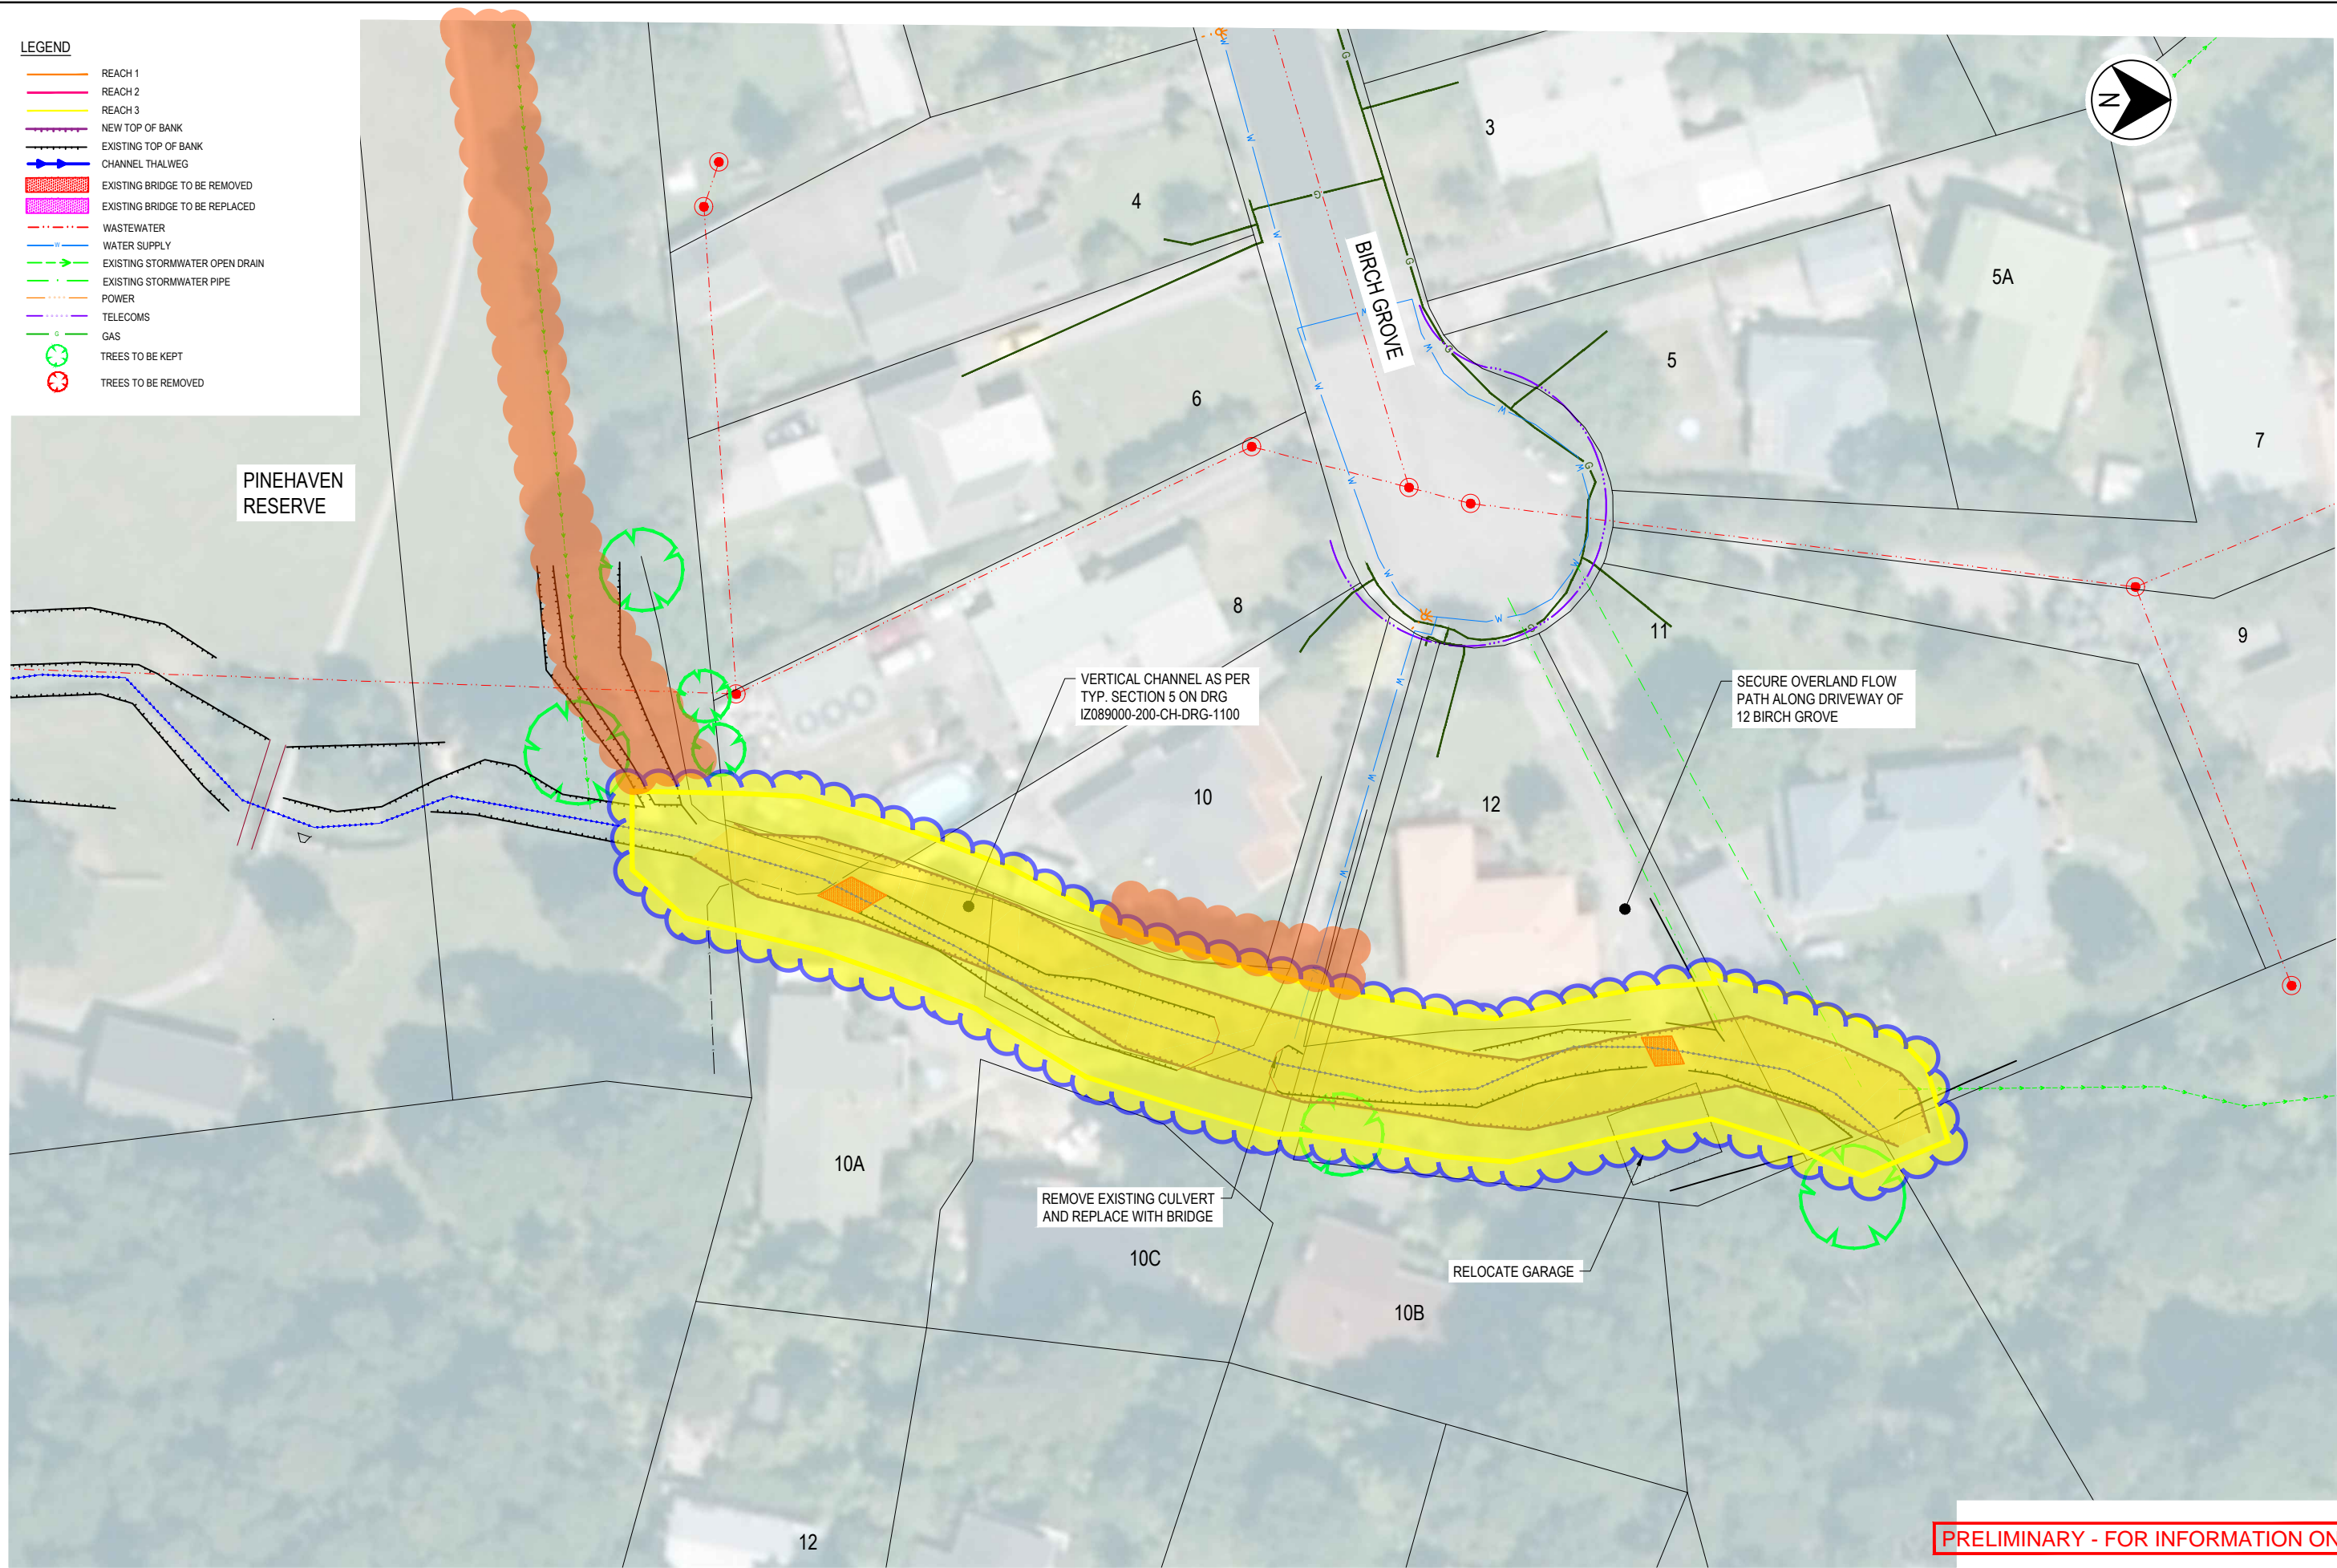 LEGEND
REACH 1
REACH 2
REACH 3
NEW TOP OF BANK
EXISTING TOP OF BANK
CHANNEL THALWEG
EXISTING BRIDGE TO BE REMOVED
EXISTING BRIDGE TO BE REPLACED
WASTEWATER
W
WATER SUPPLY
EXISTING STORMWATER OPEN DRAIN
EXISTING STORMWATER PIPE
POWER
TELECOMS
G
GAS
TREES TO BE KEPT
TREES TO BE REMOVED
N
PINEHAVEN
RESERVE
BIRCH GROVE
3
4
5A
5
6
7
8
11
9
VERTICAL CHANNEL AS PER
TYP. SECTION 5 ON DRG
IZ089000-200-CH-DRG-1100
SECURE OVERLAND FLOW
PATH ALONG DRIVEWAY OF
12 BIRCH GROVE
10
12
10A
REMOVE EXISTING CULVERT
AND REPLACE WITH BRIDGE
10C
RELOCATE GARAGE
10B
12
PRELIMINARY - FOR INFORMATION ON